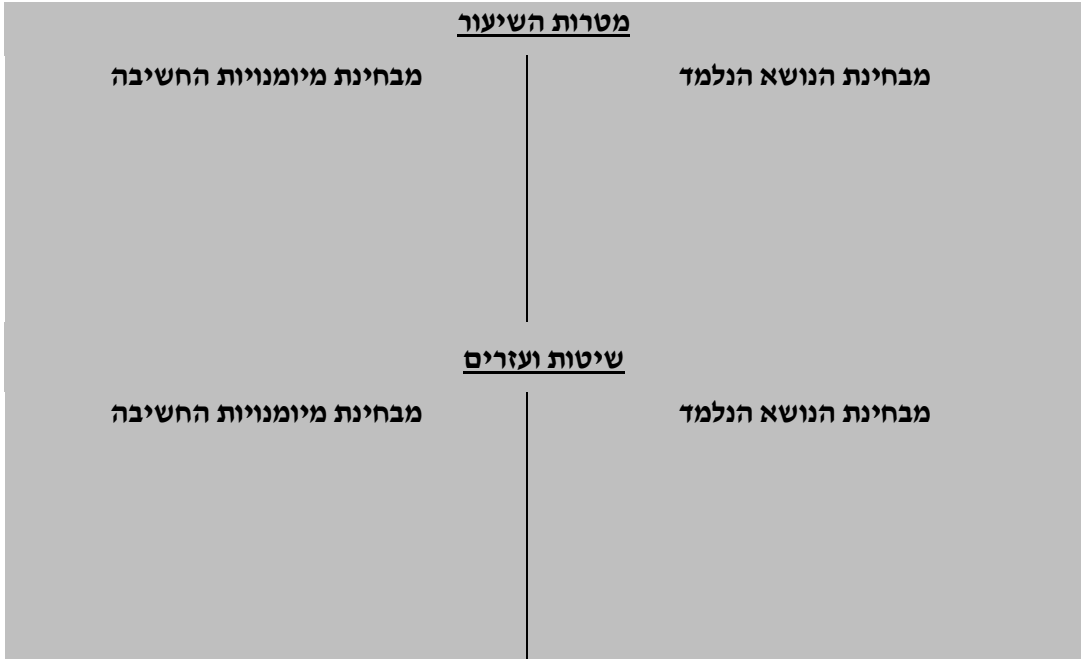 מטרות השיעור
מבחינת הנושא הנלמד
מבחינת מיומנויות החשיבה
שיטות ועזרים
מבחינת הנושא הנלמד
מבחינת מיומנויות החשיבה